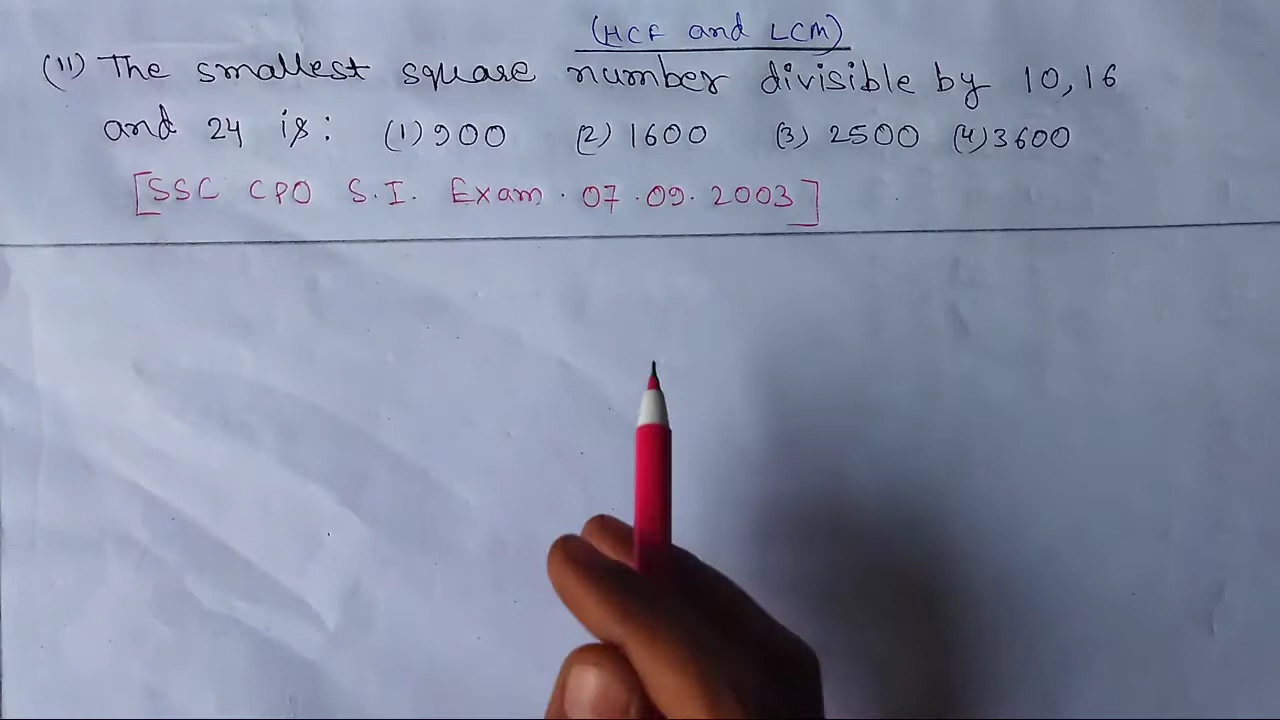 (HCF and LCM)
(11) The smallest square number divisible by 10, 16
and 24 is: (1) 900 (2) 1600 (3) 2500 (4) 3600
[SSC CPO S.I. Exam. 07.09.2003]